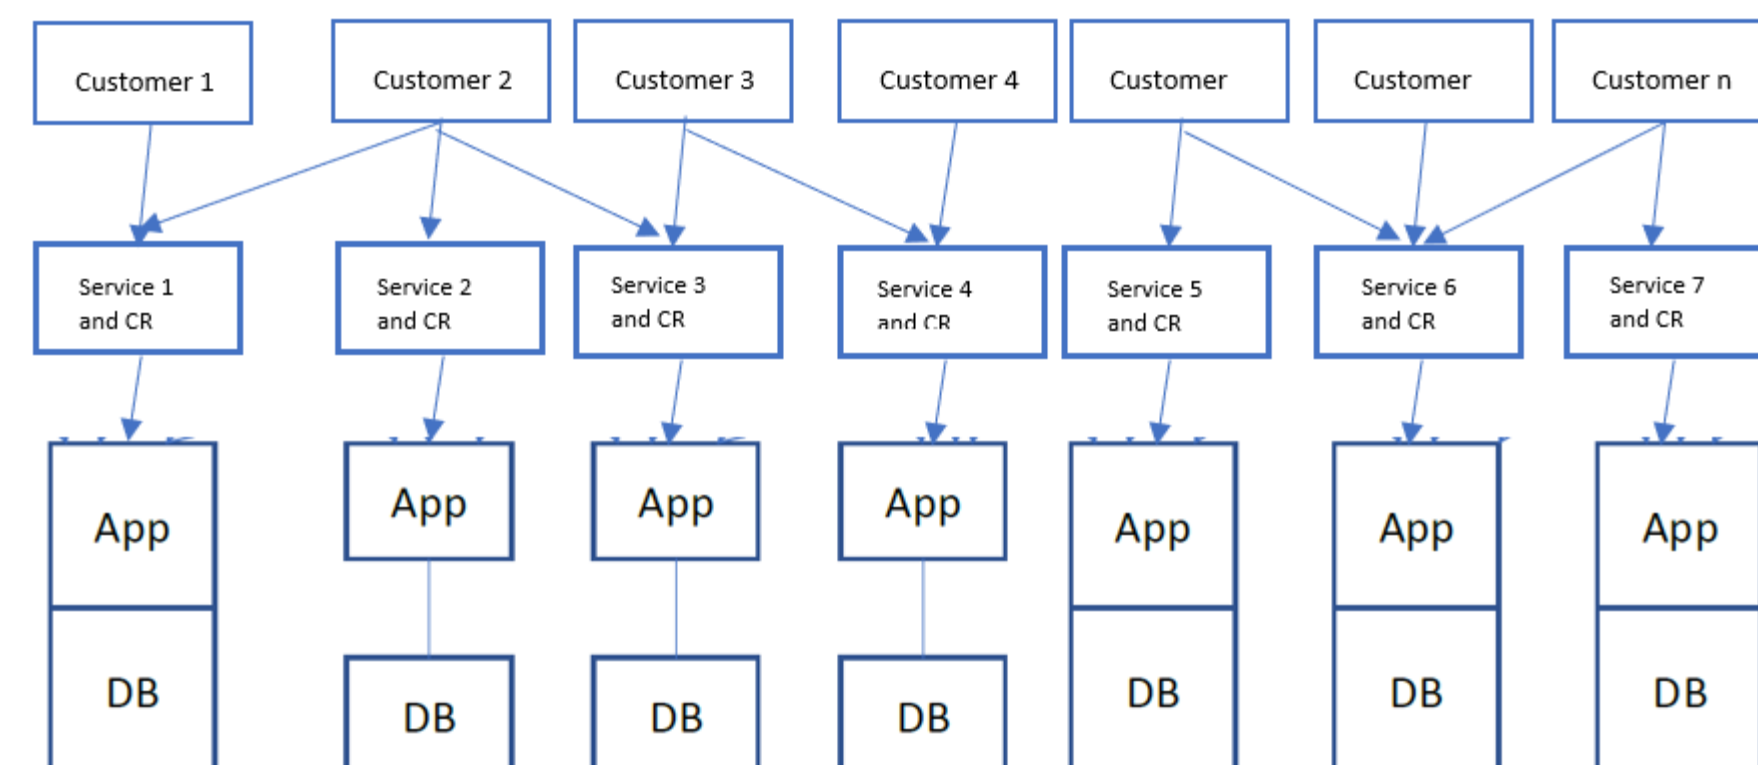 Customer 1
Customer 2
Customer 3
Customer 4
Customer
Customer
Customer n
Service 1
and CR
Service 2
and CR
Service 3
and CR
Service 4
and CR
Service 5
and CR
Service 6
and CR
Service 7
and CR
App
App
App
App
App
App
App
DB
DB
DB
DB
DB
DB
DB